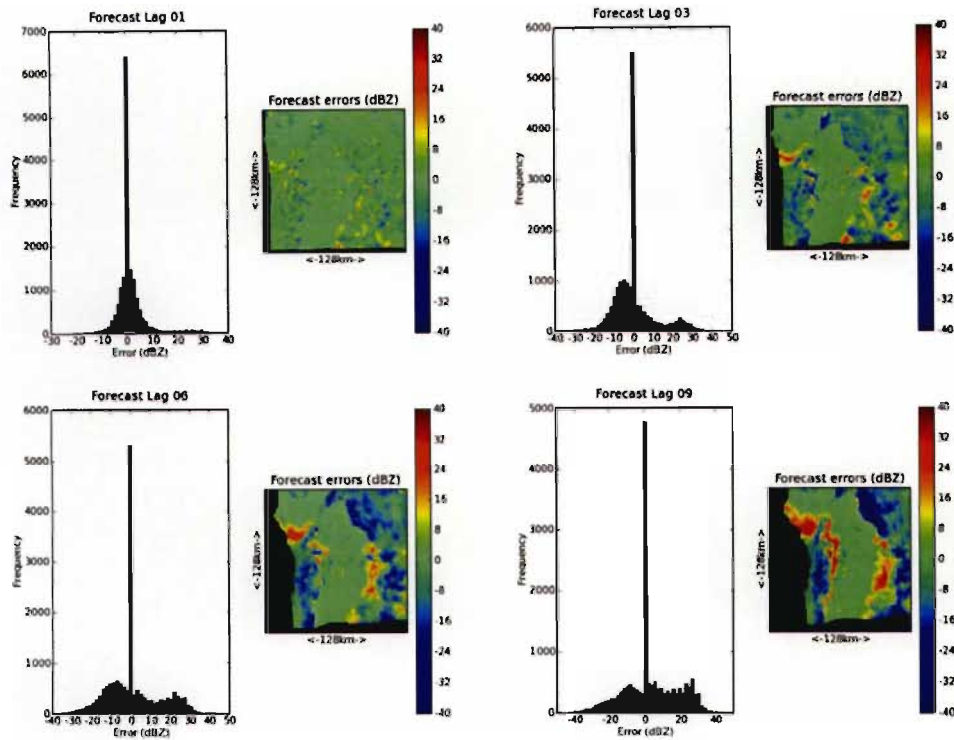 Forecast Lag 01
7000
6000
5000
4000
3000
2000
1000
0
Frequency
-30 -20 -10 0 10 20 30 40
Error (dBZ)
Forecast errors (dBZ)
<-128km->
<-128km->
40
32
24
16
8
0
-8
-16
-24
-32
-40
Forecast Lag 03
6000
5000
4000
3000
2000
1000
0
Frequency
-40 -30 -20 -10 0 10 20 30 40 50
Error (dBZ)
Forecast errors (dBZ)
<-128km->
<-128km->
40
32
24
16
8
0
-8
-16
-24
-32
-40
Forecast Lag 06
6000
5000
4000
3000
2000
1000
0
Frequency
-40 -30 -20 -10 0 10 20 30 40 50
Error (dBZ)
Forecast errors (dBZ)
<-128km->
<-128km->
40
32
24
16
8
0
-8
-16
-24
-32
-40
Forecast Lag 09
5000
4000
3000
2000
1000
0
Frequency
-40 -20 0 20 40
Error (dBZ)
Forecast errors (dBZ)
<-128km->
<-128km->
40
32
24
16
8
0
-8
-16
-24
-32
-40